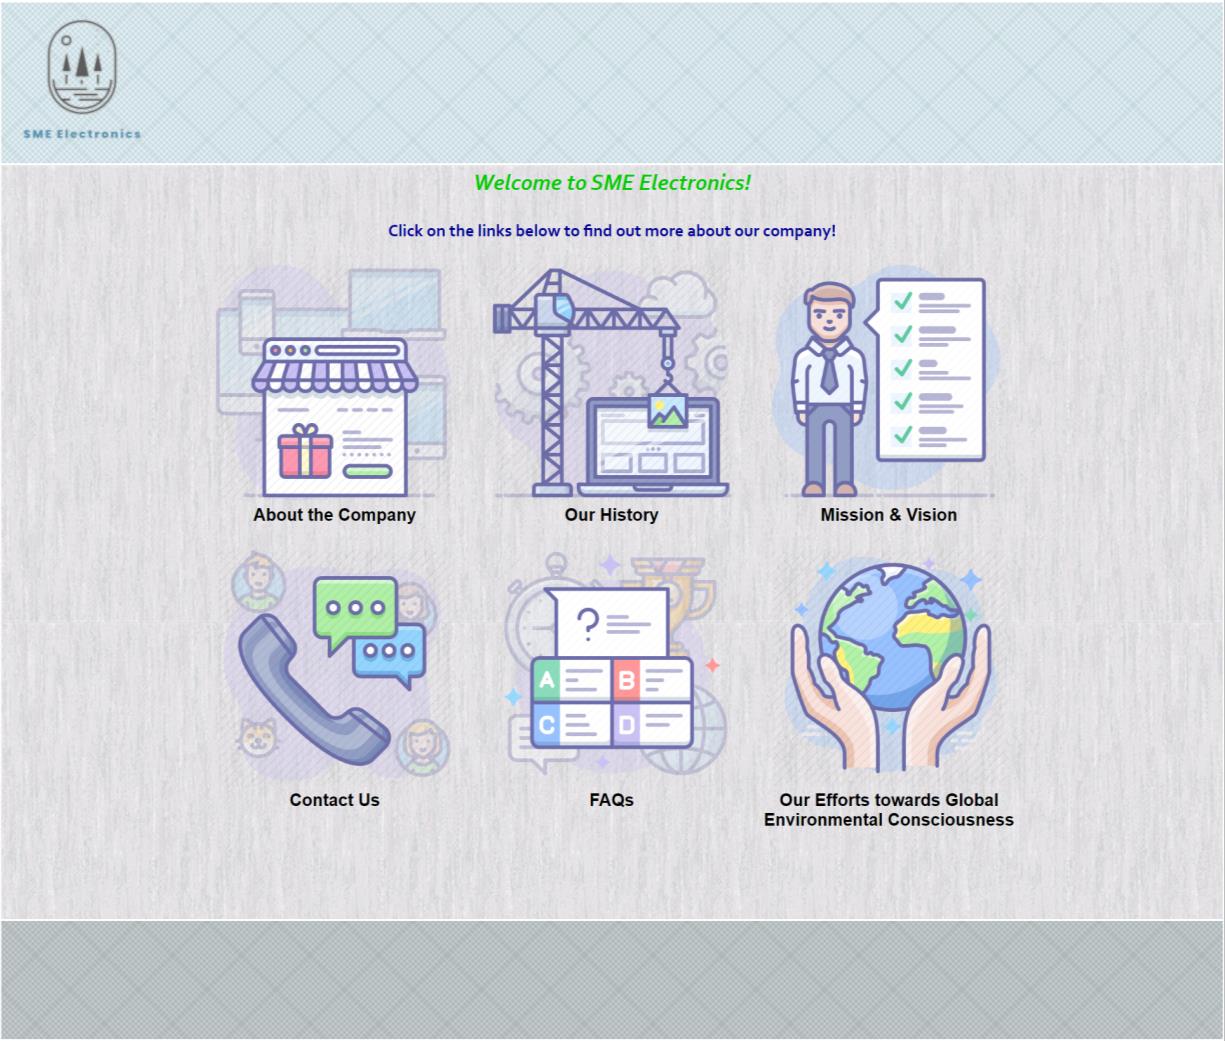 SME Electronics
Welcome to SME Electronics!
Click on the links below to find out more about our company!
About the Company
Our History
Mission & Vision
?
A
B
C
D
Contact Us
FAQs
Our Efforts towards Global
Environmental Consciousness